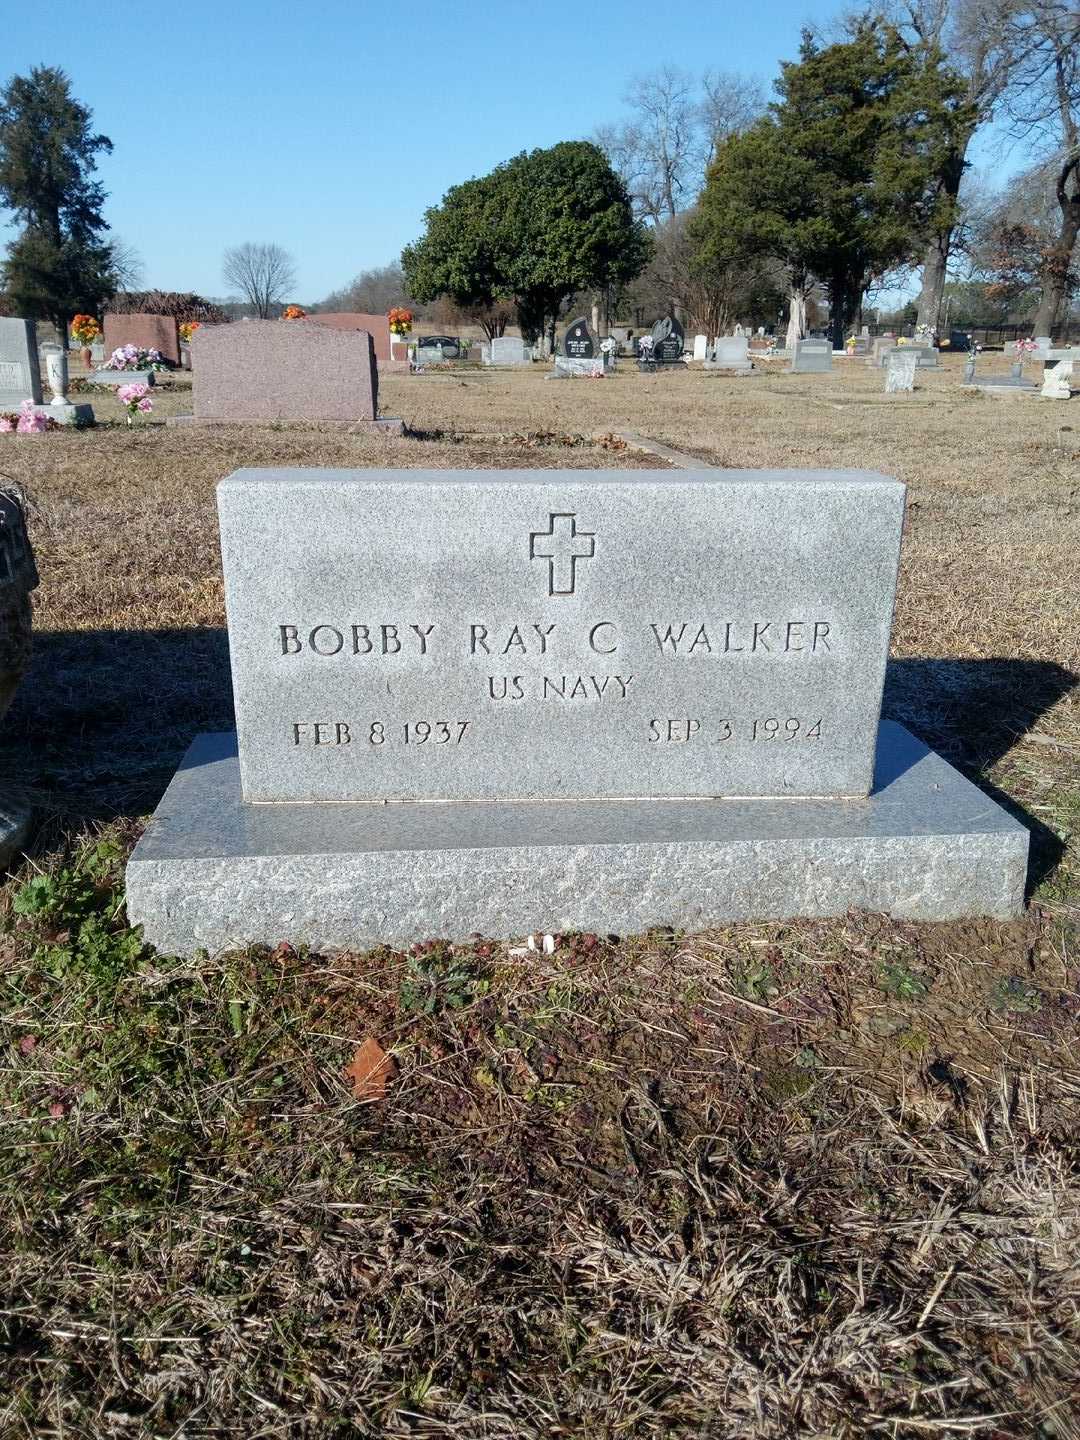 BOBBY RAY C WALKER
US NAVY
FEB 8 1937 SEP 3 1994